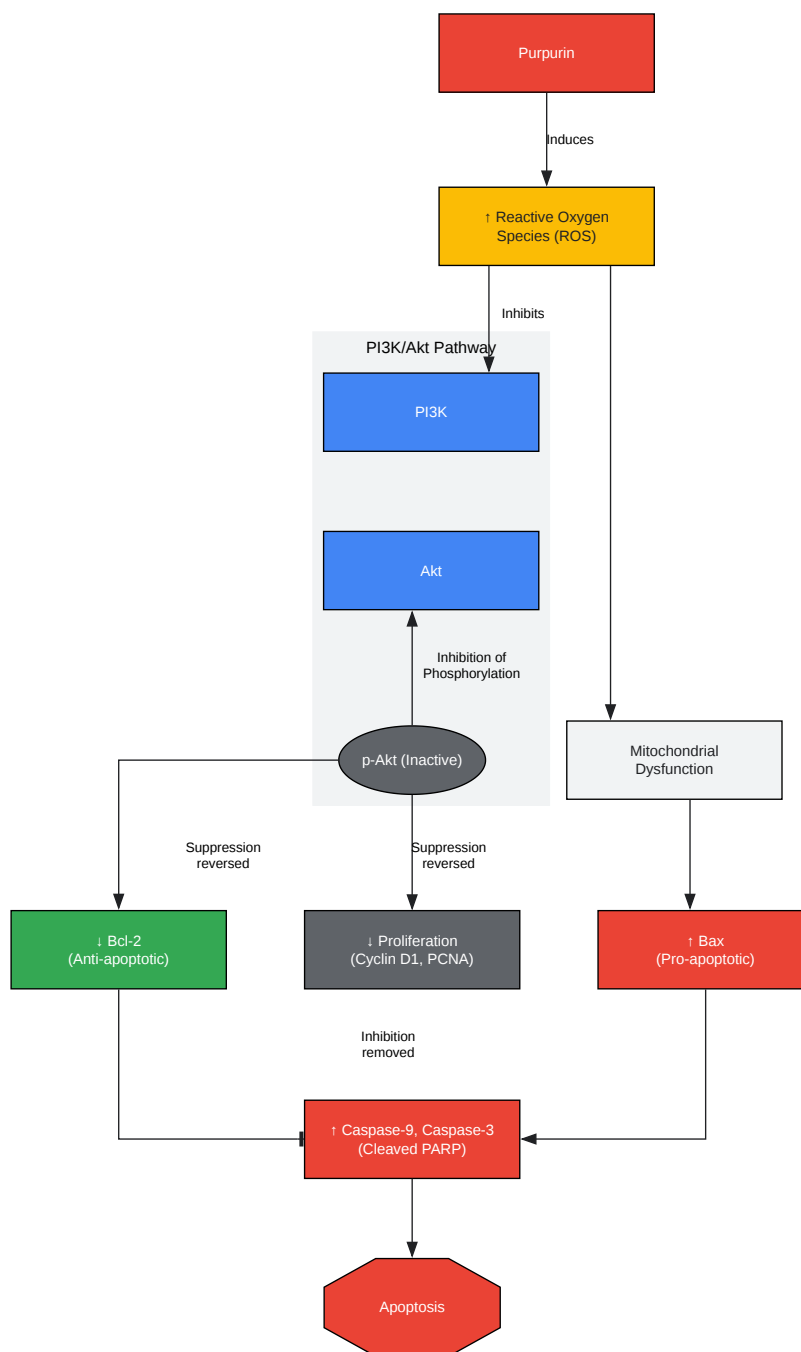 Purpurin
Induces
↑ Reactive Oxygen
Species (ROS)
Inhibits
PI3K/Akt Pathway
PI3K
Akt
Inhibition of
Phosphorylation
p-Akt (Inactive)
Mitochondrial
Dysfunction
Suppression
reversed
Suppression
reversed
↓ Bcl-2
(Anti-apoptotic)
↓ Proliferation
(Cyclin D1, PCNA)
↑ Bax
(Pro-apoptotic)
Inhibition
removed
↑ Caspase-9, Caspase-3
(Cleaved PARP)
Apoptosis